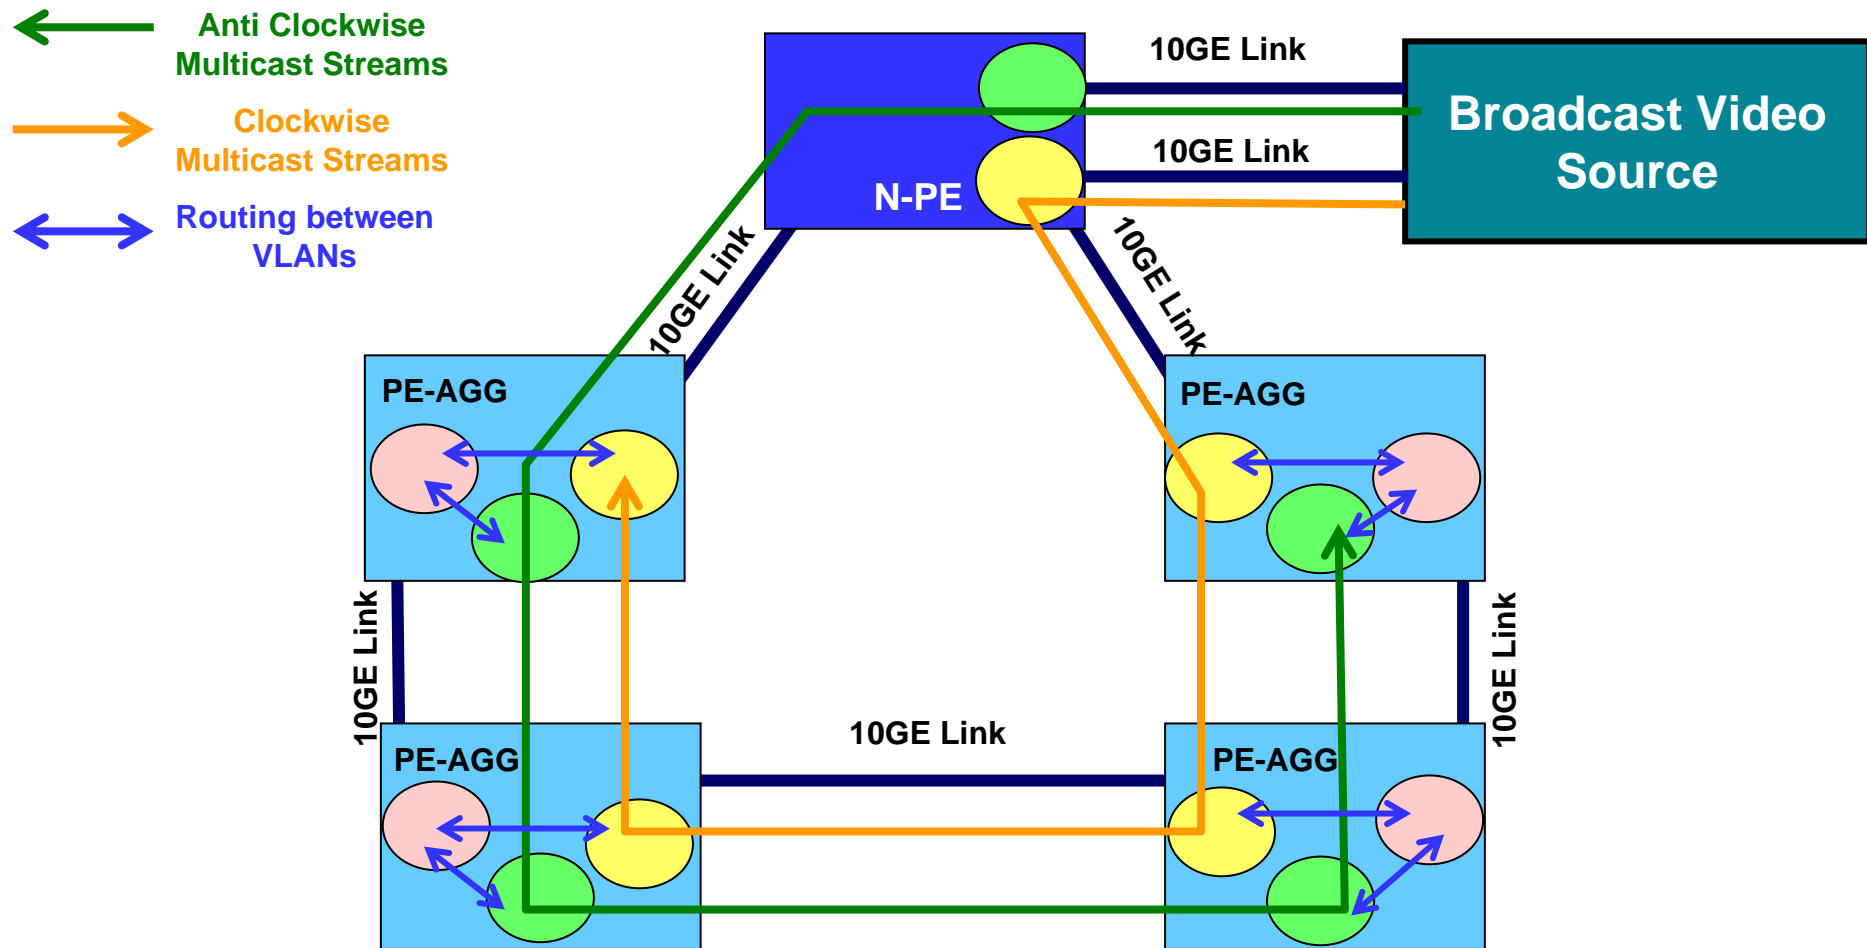 Anti Clockwise
Multicast Streams
Clockwise
Multicast Streams
Routing between
VLANs
10GE Link
10GE Link
Broadcast Video
Source
N-PE
10GE Link
10GE Link
PE-AGG
PE-AGG
10GE Link
10GE Link
10GE Link
PE-AGG
PE-AGG